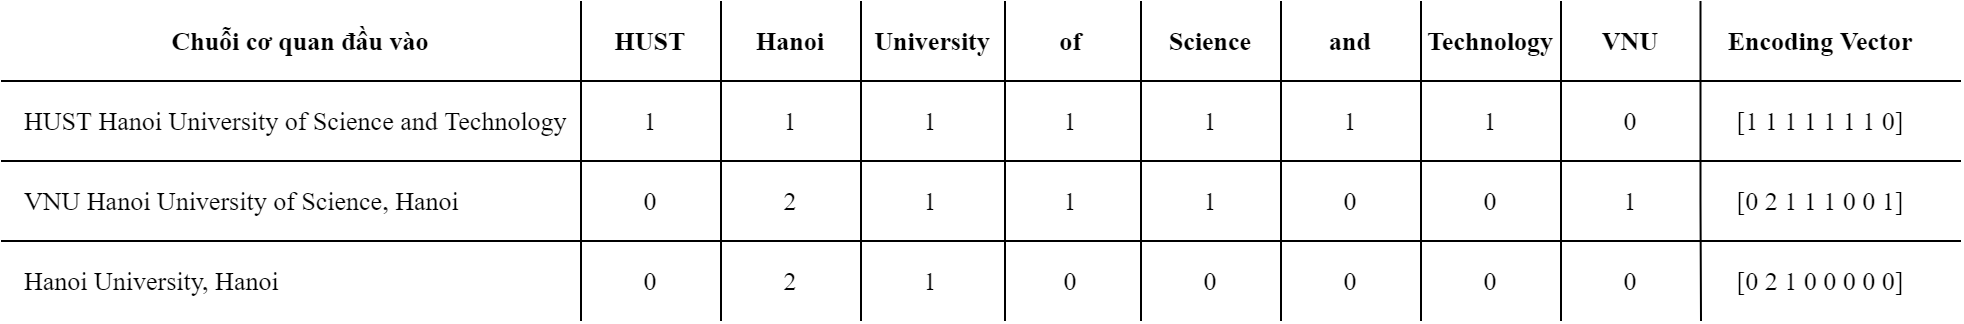 Chuỗi cơ quan đầu vào HUST Hanoi University of Science and Technology VNU Encoding Vector
HUST Hanoi University of Science and Technology 1 1 1 1 1 1 1 0 [1 1 1 1 1 1 1 0]
VNU Hanoi University of Science, Hanoi 0 2 1 1 1 0 0 1 [0 2 1 1 1 0 0 1]
Hanoi University, Hanoi 0 2 1 0 0 0 0 0 [0 2 1 0 0 0 0 0]